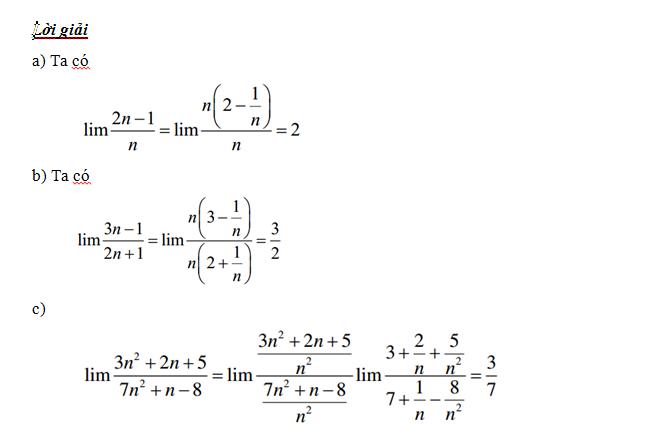 Lời giải
a) Ta có
lim (2n − 1)/n = lim n(2 − 1/n)/n = 2
b) Ta có
lim (3n − 1)/(2n + 1) = lim n(3 − 1/n)/n(2 + 1/n) = 3/2
c)
lim (3n² + 2n + 5)/(7n² + n − 8) = lim ((3n² + 2n + 5)/n²)/((7n² + n − 8)/n²) lim (3 + 2/n + 5/n²)/(7 + 1/n − 8/n²) = 3/7